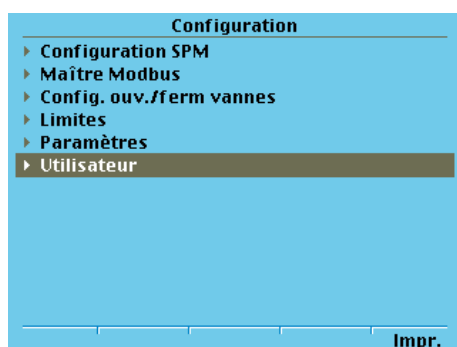 Configuration
Configuration SPM
Maître Modbus
Config. ouv./ferm vannes
Limites
Paramètres
Utilisateur
Impr.